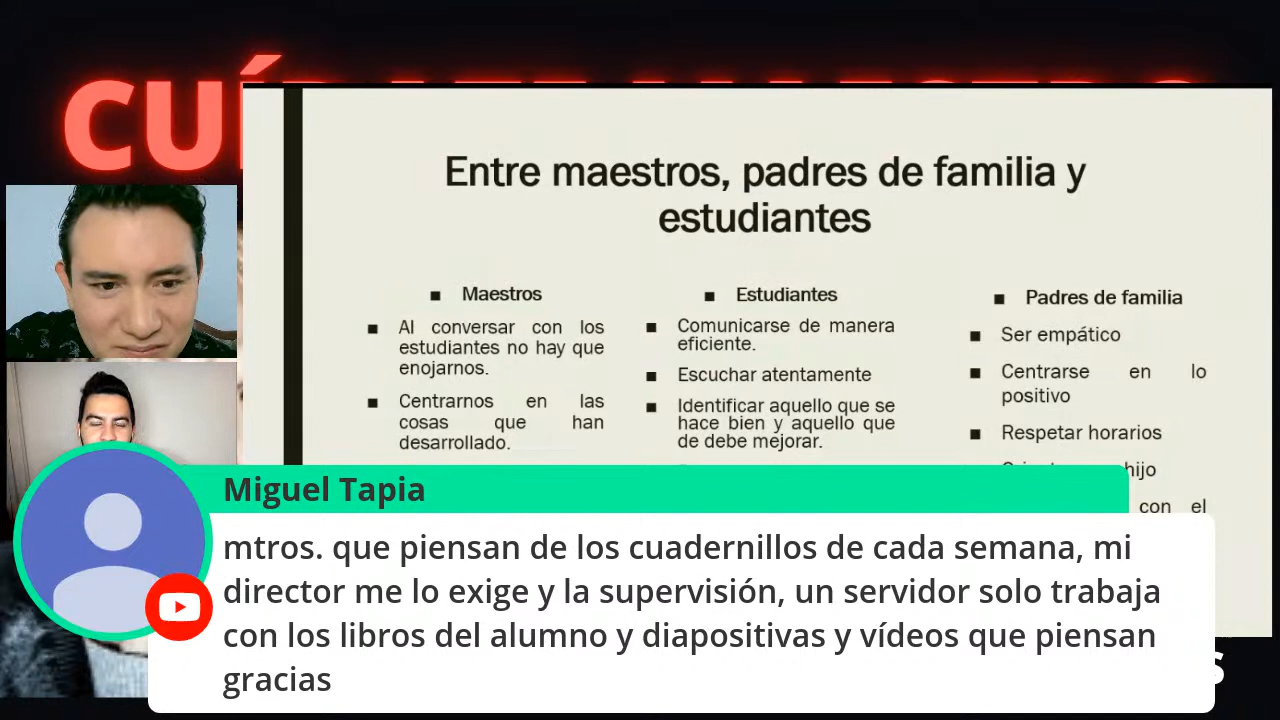 CUÍ
Entre maestros, padres de familia y
estudiantes
■ Maestros
■ Al conversar con los
estudiantes no hay que
enojarnos.
■ Centrarnos en las
cosas que han
desarrollado.
■ Estudiantes
■ Comunicarse de manera
eficiente.
■ Escuchar atentamente
■ Identificar aquello que se
hace bien y aquello que
de debe mejorar.
■ Padres de familia
■ Ser empático
■ Centrarse en lo
positivo
■ Respetar horarios
hijo
con el
Miguel Tapia
mtros. que piensan de los cuadernillos de cada semana, mi
director me lo exige y la supervisión, un servidor solo trabaja
con los libros del alumno y diapositivas y vídeos que piensan
gracias